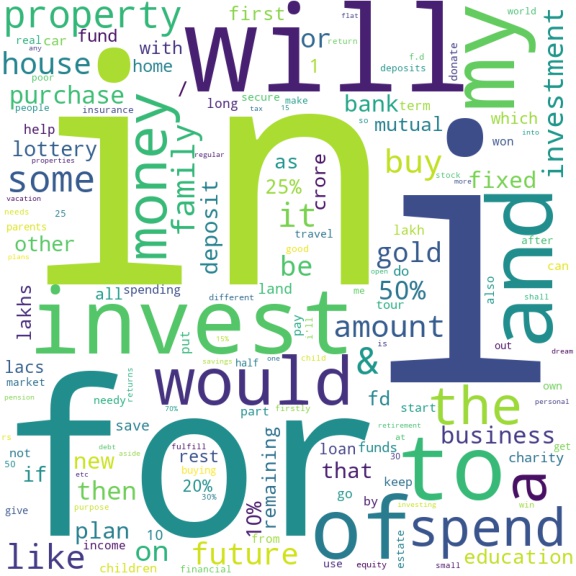 property
real
car
any
fund
first
flat
return
will
my
world
poor
house
with
home
/
or
1
f.d
deposits
donate
people
insurance
purchase
long
secure
make
tax
15
bank
term
so
mutual
which
into
investment
help
lottery
in
money
family
regular
as
25%
crore
buy
won
i
stock
more
fixed
properties
some
vacation
25
needs
parents
other
deposit
it
travel
good
be
gold
lakh
do
open
50%
and
after
can
also
shall
lakhs
all
spending
different
land
me
tour
invest
put
15%
pay
i'll
amount
is
out
dream
lacs
market
pension
needy
returns
savings
half
one
child
would
&
fd
start
own
personal
the
70%
part
firstly
for
rs
not
50
if
save
debt
aside
new
then
etc
purpose
fulfill
rest
buying
20%
30%
remaining
loan
funds
that
at
retirement
30
keep
business
charity
get
to
a
win
give
plan
10
10%
from
go
by
estate
investing
like
income
on
children
future
financial
of
use
equity
spend
small
education
plans